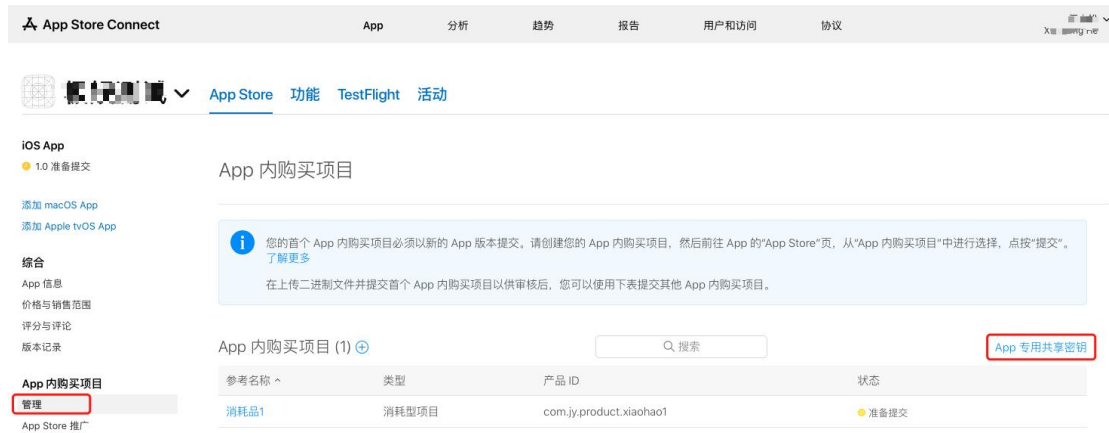 App Store Connect
App
分析
趋势
报告
用户和访问
协议
App Store
功能
TestFlight
活动
iOS App
1.0 准备提交
添加 macOS App
添加 Apple tvOS App
综合
App 信息
价格与销售范围
评分与评论
版本记录
App 内购买项目
管理
App Store 推广
App 内购买项目
您的首个 App 内购买项目必须以新的 App 版本提交。请创建您的 App 内购买项目，然后前往 App 的“App Store”页，从“App 内购买项目”中进行选择，点按“提交”。
了解更多
在上传二进制文件并提交首个 App 内购买项目以供审核后，您可以使用下表提交其他 App 内购买项目。
App 内购买项目 (1)
搜索
App 专用共享密钥
参考名称
类型
产品 ID
状态
消耗品1
消耗型项目
com.jy.product.xiaohao1
准备提交